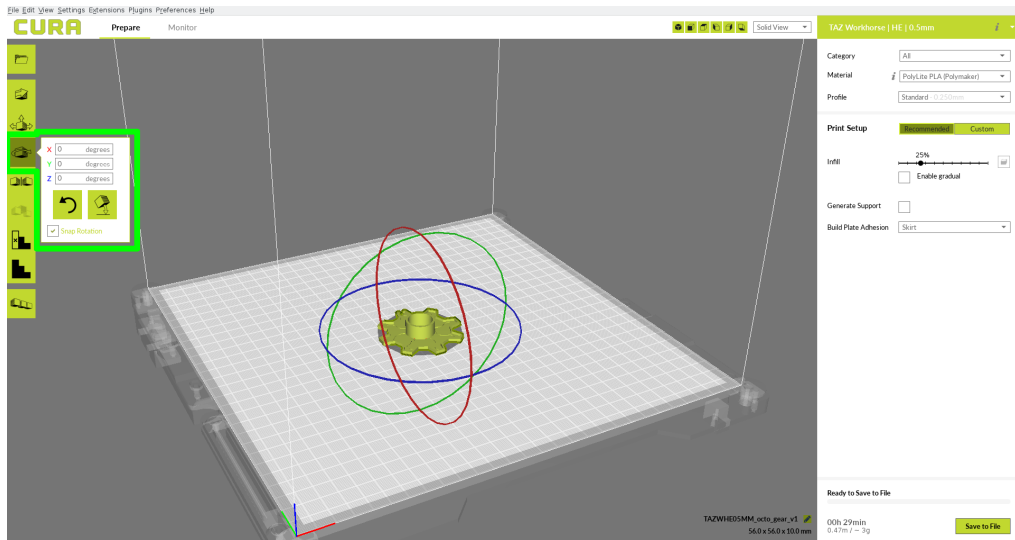 File Edit View Settings Extensions Plugins Preferences Help
CURA
Prepare Monitor
Solid View
TAZ Workhorse | HE | 0.5mm i
Category All
Material i PolyLite PLA (Polymaker)
Profile Standard - 0.250mm
Print Setup Recommended Custom
Infill 25%
Enable gradual
Generate Support
Build Plate Adhesion Skirt
X 0 degrees
Y 0 degrees
Z 0 degrees
Snap Rotation
TAZWHE05MM_octo_gear_v1
56.0 x 56.0 x 10.0 mm
Ready to Save to File
00h 29min
0.47m / ~ 3g
Save to File